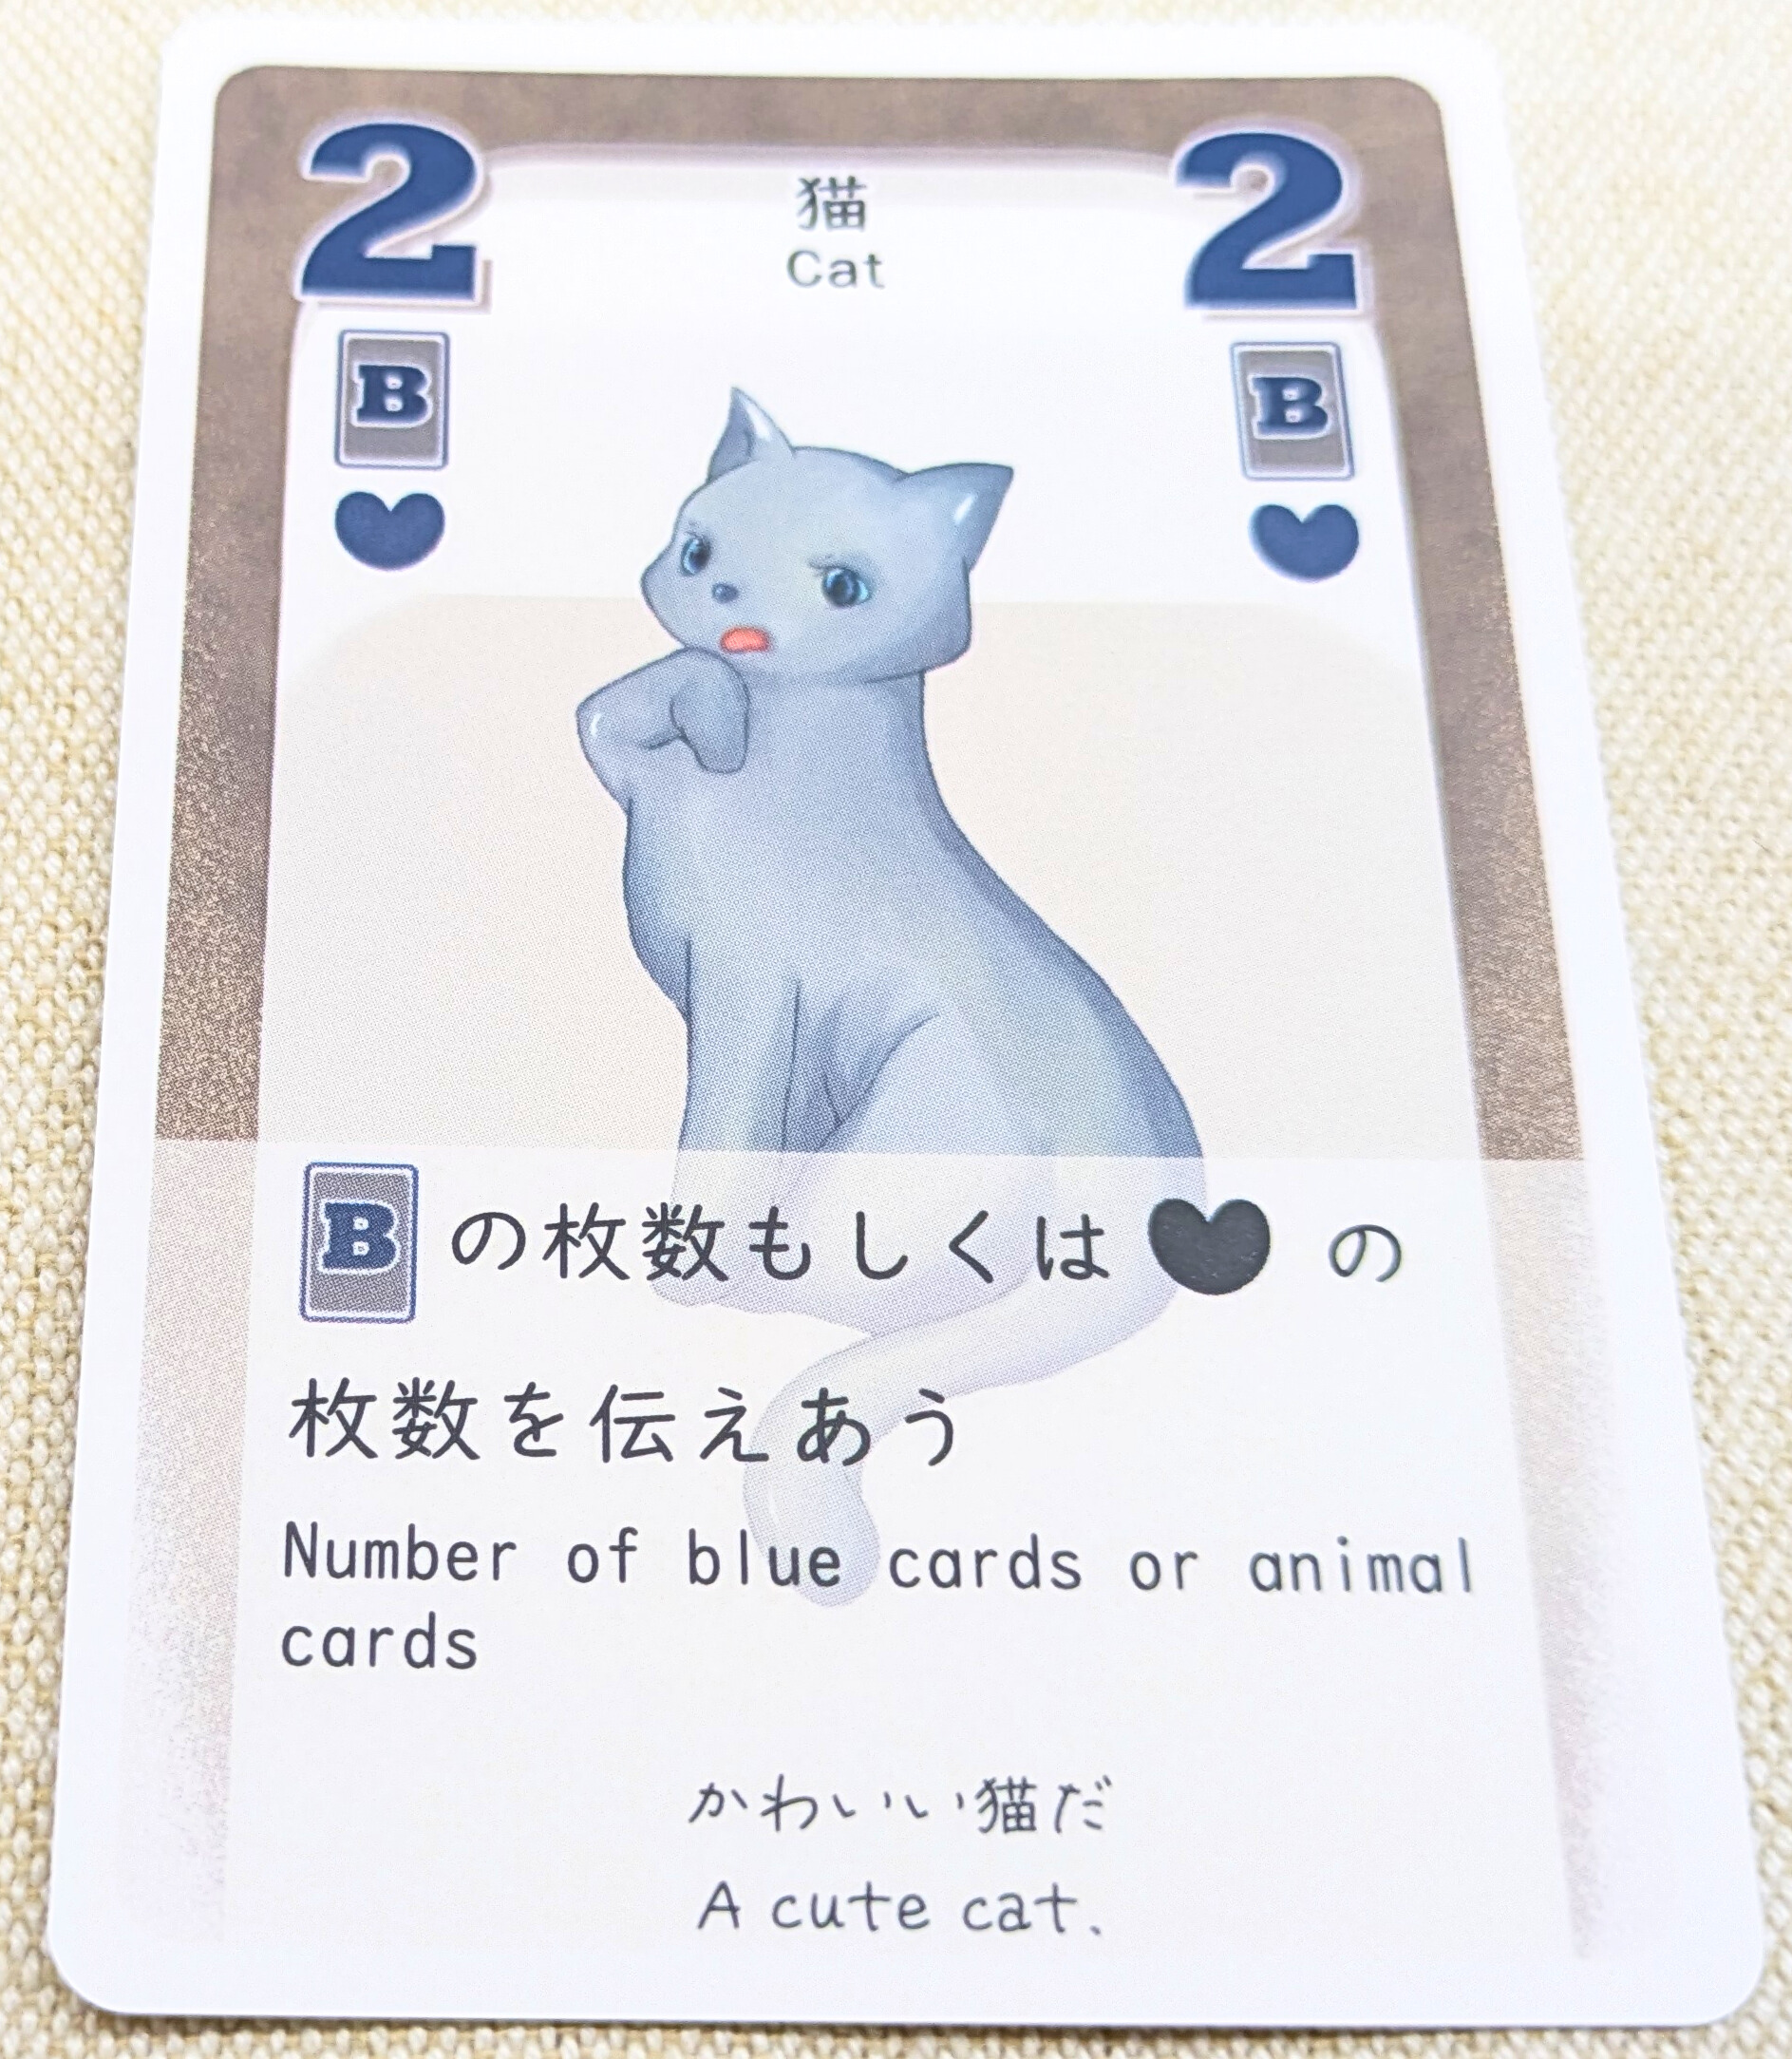 2 2
猫
Cat
B B
B の枚数もしくは♥の
枚数を伝えあう
Number of blue cards or animal
cards
かわいい猫だ
A cute cat.